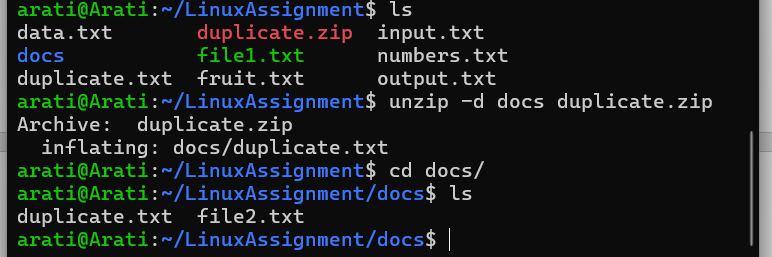 arati@Arati:~/LinuxAssignment$ ls
data.txt       duplicate.zip  input.txt
docs           file1.txt      numbers.txt
duplicate.txt  fruit.txt      output.txt
arati@Arati:~/LinuxAssignment$ unzip -d docs duplicate.zip
Archive:  duplicate.zip
  inflating: docs/duplicate.txt
arati@Arati:~/LinuxAssignment$ cd docs/
arati@Arati:~/LinuxAssignment/docs$ ls
duplicate.txt  file2.txt
arati@Arati:~/LinuxAssignment/docs$